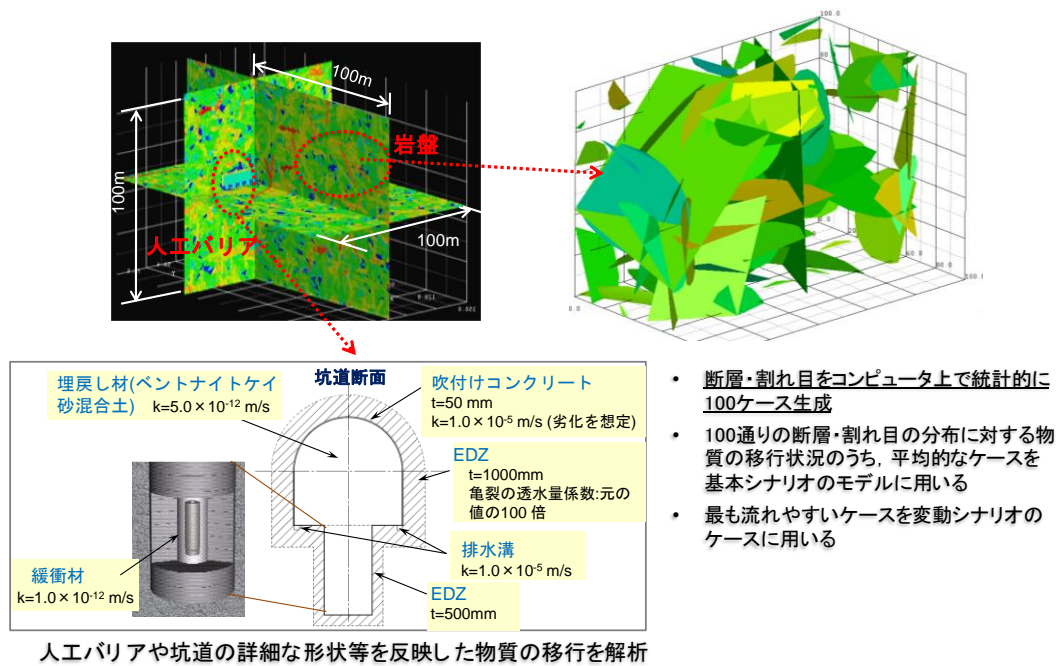 100m
100m
岩盤
人工バリア
100m
100.0
0.0
100.0
坑道断面
埋戻し材(ベントナイトケイ
砂混合土) k=5.0×10-12 m/s
吹付けコンクリート
t=50 mm
k=1.0×10-5 m/s (劣化を想定)
EDZ
t=1000mm
亀裂の透水量係数:元の
値の100 倍
緩衝材
k=1.0×10-12 m/s
排水溝
k=1.0×10-5 m/s
EDZ
t=500mm
人工バリアや坑道の詳細な形状等を反映した物質の移行を解析
• 断層・割れ目をコンピュータ上で統計的に
100ケース生成
• 100通りの断層・割れ目の分布に対する物
質の移行状況のうち，平均的なケースを
基本シナリオのモデルに用いる
• 最も流れやすいケースを変動シナリオの
ケースに用いる